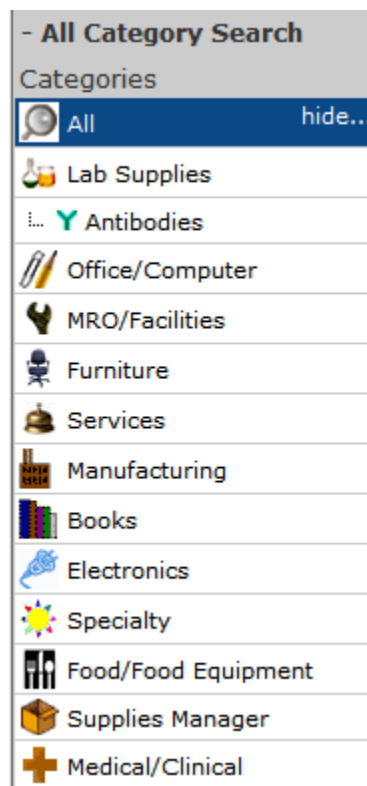 - All Category Search
Categories
All hide...
Lab Supplies
Antibodies
Office/Computer
MRO/Facilities
Furniture
Services
Manufacturing
Books
Electronics
Specialty
Food/Food Equipment
Supplies Manager
Medical/Clinical